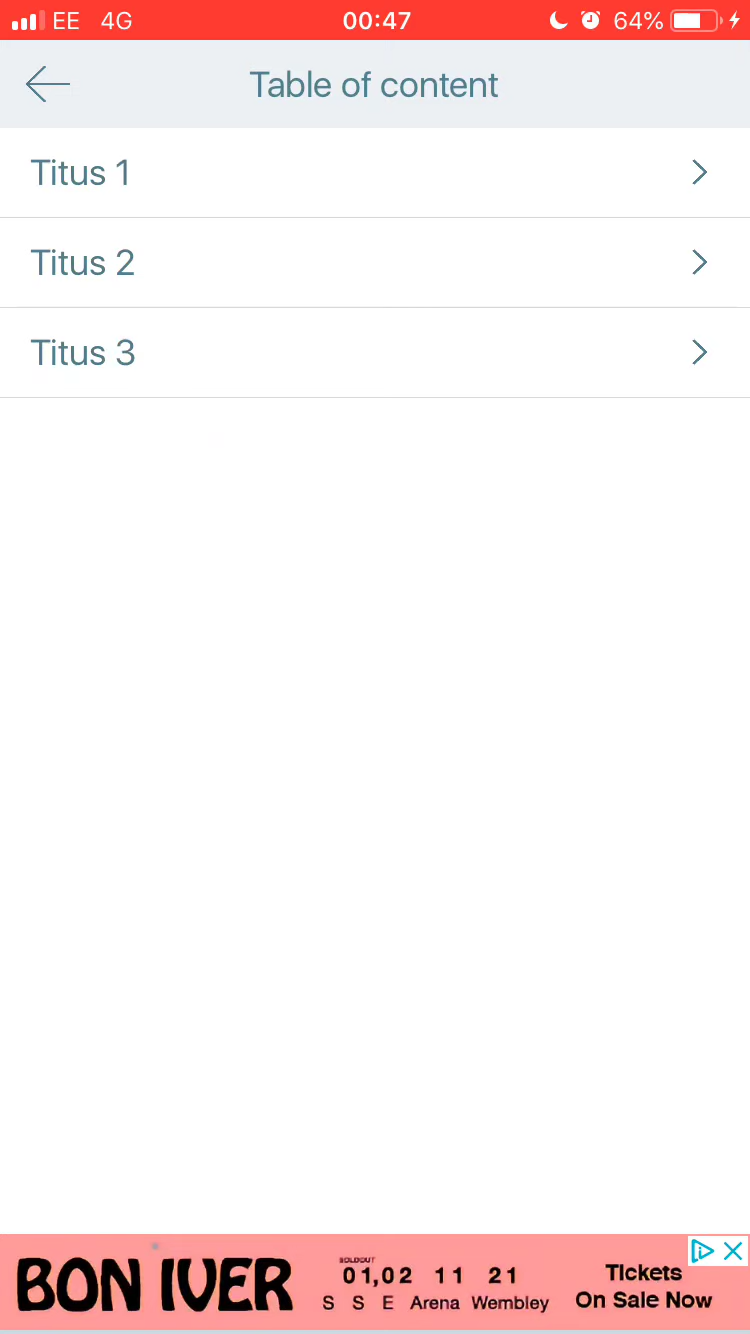 EE 4G 00:47 64%
Table of content
Titus 1
Titus 2
Titus 3
BON IVER
SOLDOUT
01,02 11 21
S S E Arena Wembley
Tickets
On Sale Now